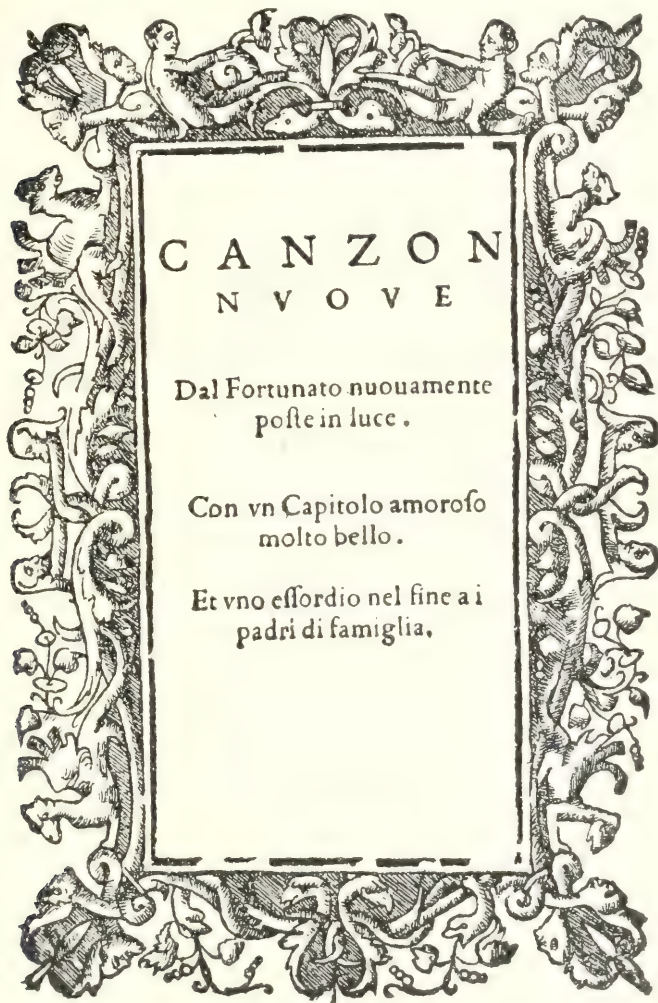 CANZON
NVOVE
Dal Fortunato nuouamente
poſte in luce.
Con vn Capitolo amoroſo
molto bello.
Et vno eſſordio nel fine a i
padri di famiglia.